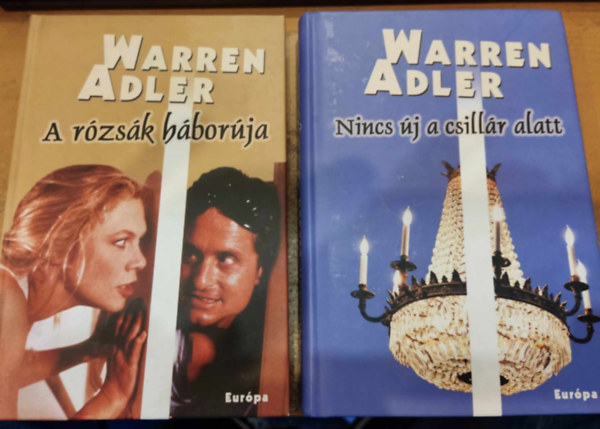 WARREN
ADLER
A rózsák háborúja
Európa
WARREN
ADLER
Nincs új a csillár alatt
Európa